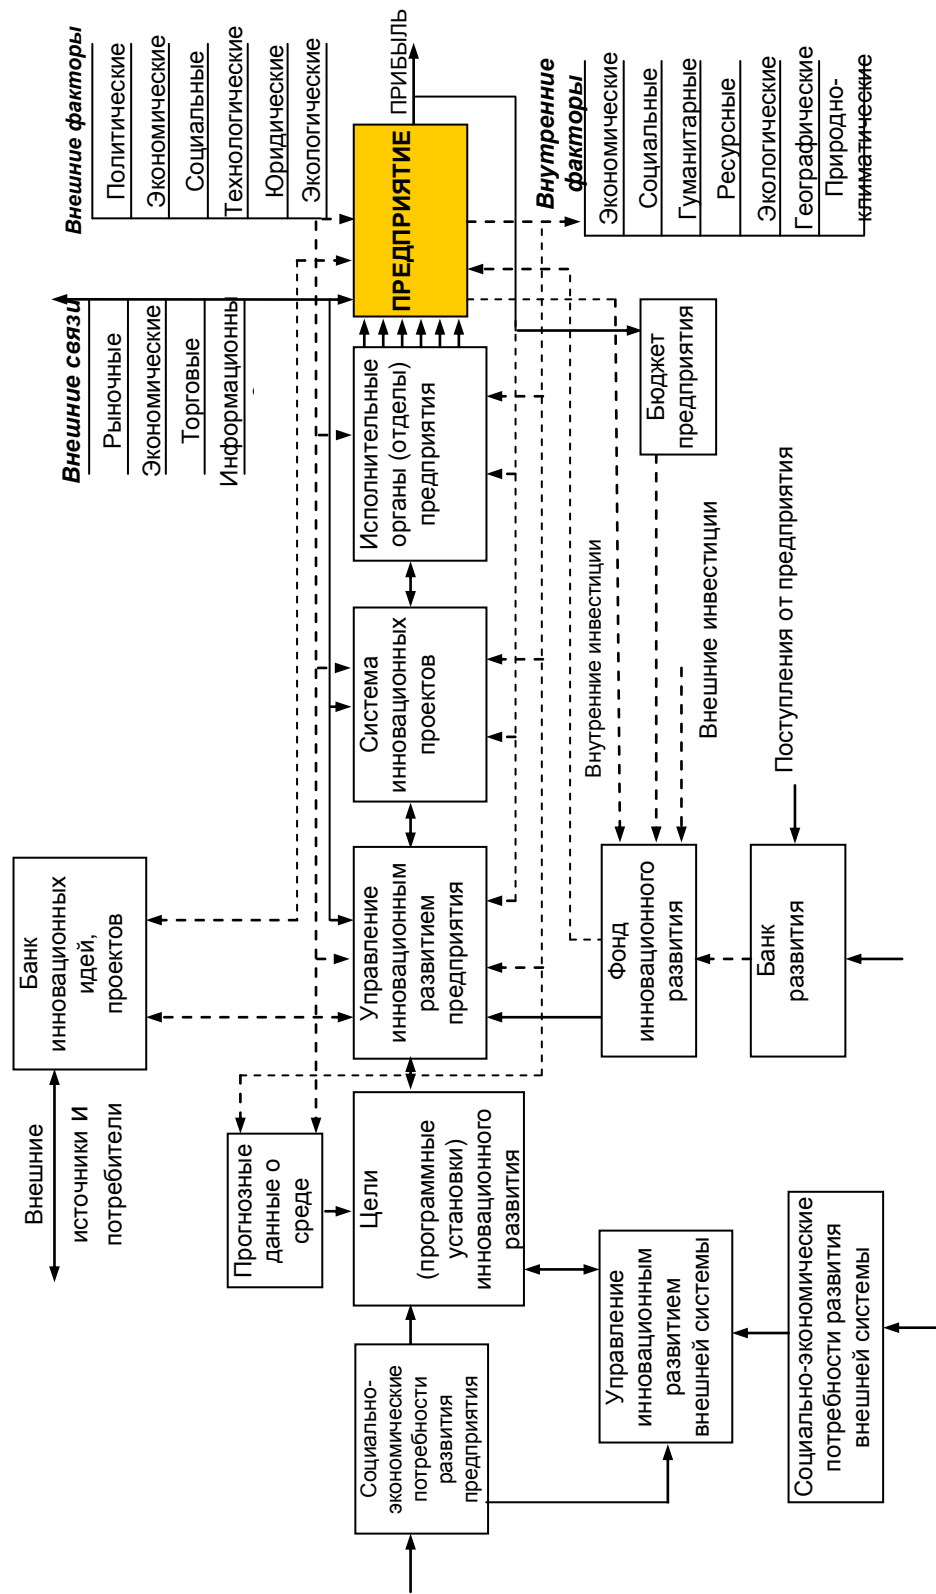 Внешние
источники и
потребители
Банк
инновационных
идей,
проектов
Внешние связи
Рыночные
Экономические
Торговые
Информационны
Внешние факторы
Политические
Экономические
Социальные
Технологические
Юридические
Экологические
Прогнозные
данные о
среде
Социально-
экономические
потребности
развития
предприятия
Цели
(программные
установки)
инновационного
развития
Управление
инновационным
развитием
предприятия
Система
инновационных
проектов
Исполнительные
органы (отделы)
предприятия
ПРЕДПРИЯТИЕ
ПРИБЫЛЬ
Внутренние
факторы
Экономические
Социальные
Гуманитарные
Ресурсные
Экологические
Географические
Природно-
климатические
Управление
инновационным
развитием
внешней системы
Фонд
инновационного
развития
Внутренние инвестиции
Бюджет
предприятия
Внешние инвестиции
Социально-экономические
потребности развития
внешней системы
Банк
развития
Поступления от предприятия